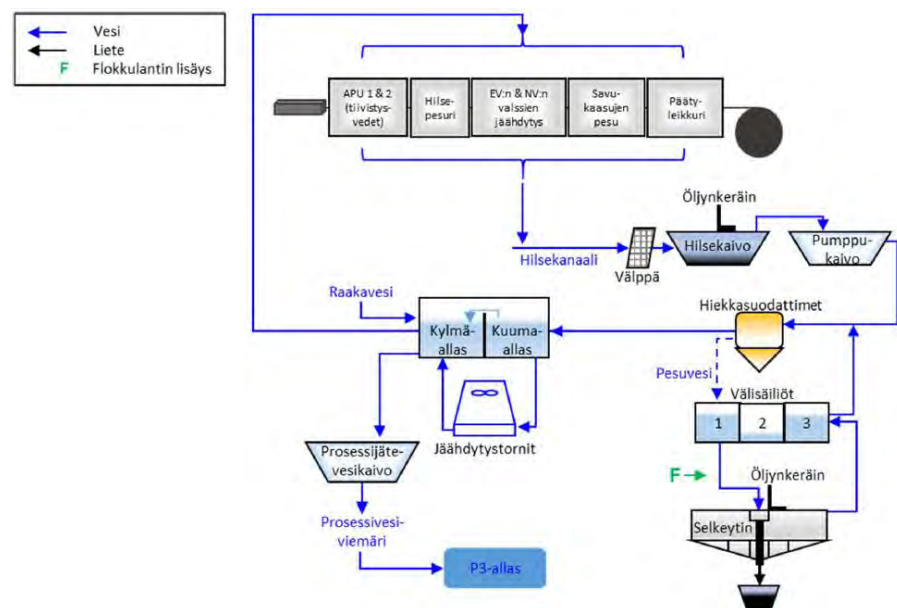 Vesi
Liete
F Flokkulantin lisäys
APU 1 & 2
(tiivistys-
vedet)
Hilse-
pesuri
EV:n & NV:n
valssien
jäähdytys
Savu-
kaasujen
pesu
Pääty-
leikkuri
Öljynkeräin
Hilsekanaali
Välppä
Hilsekaivo
Pumppu-
kaivo
Raakavesi
Kylmä-
allas
Kuuma-
allas
Hiekkasuodattimet
Pesuvesi
Välisäiliöt
1
2
3
Jäähdytystornit
Prosessijäte-
vesikaivo
F
Öljynkeräin
Selkeytin
Prosessivesi-
viemäri
P3-allas